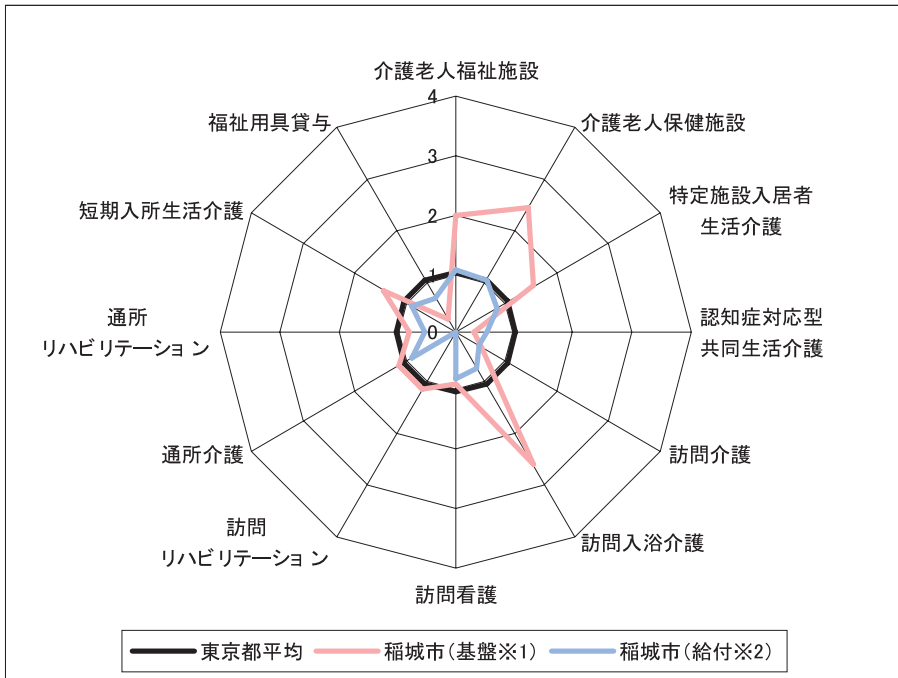 介護老人福祉施設
4
福祉用具貸与
介護老人保健施設
3
短期入所生活介護
特定施設入居者
生活介護
2
1
通所
リハビリテーション
0
認知症対応型
共同生活介護
通所介護
訪問介護
訪問
リハビリテーション
訪問入浴介護
訪問看護
東京都平均
稲城市(基盤※1)
稲城市(給付※2)